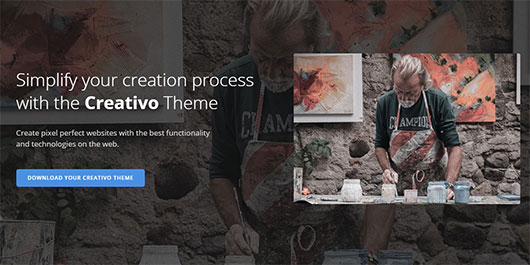 Simplify your creation process
with the Creativo Theme
Create pixel perfect websites with the best functionality
and technologies on the web.
DOWNLOAD YOUR CREATIVO THEME
CHAMPION